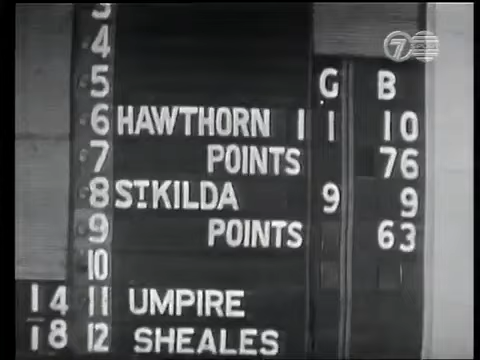 3
7
4
5 G B
6 HAWTHORN 11 10
7 POINTS 76
8 ST KILDA 9 9
9 POINTS 63
10
14 11 UMPIRE
18 12 SHEALES